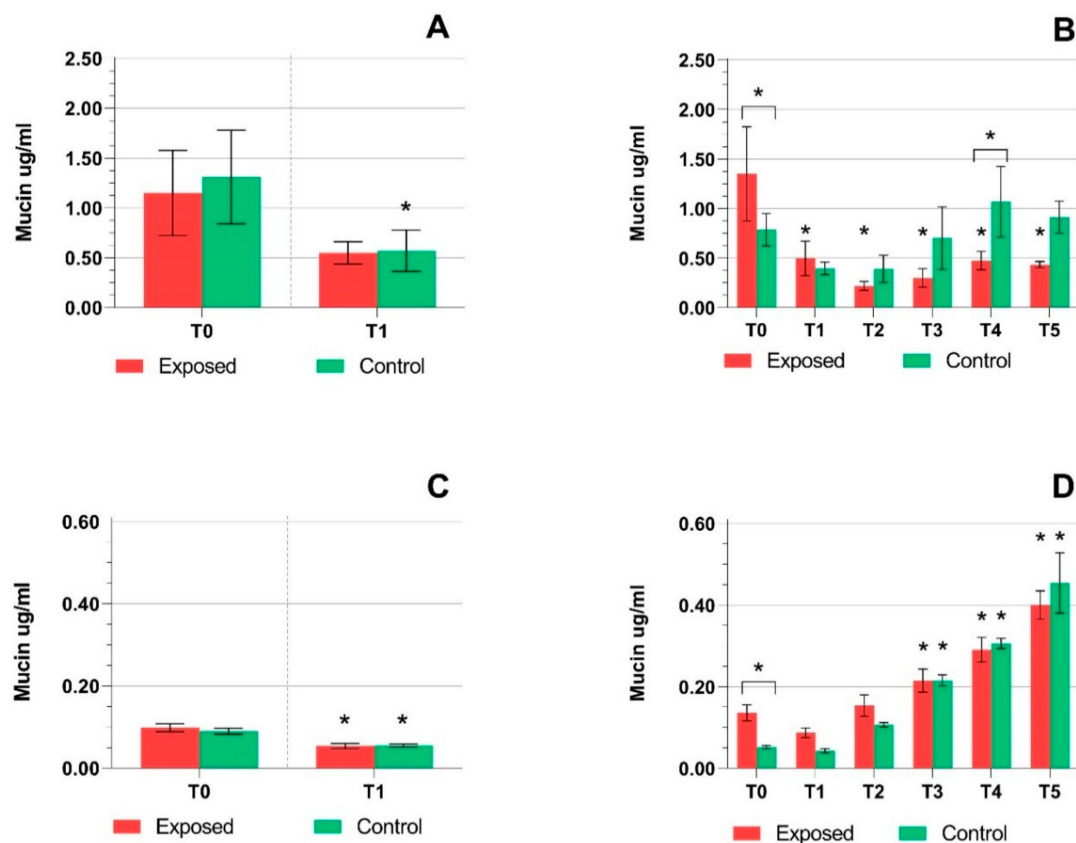 A
Mucin ug/ml
2.50
2.00
1.50
1.00
0.50
0.00
*
T0 T1
Exposed Control
B
Mucin ug/ml
2.50
2.00
1.50
1.00
0.50
0.00
* * * * * * *
T0 T1 T2 T3 T4 T5
Exposed Control
C
Mucin ug/ml
0.60
0.40
0.20
0.00
* *
T0 T1
Exposed Control
D
Mucin ug/ml
0.60
0.40
0.20
0.00
* * * * * * *
T0 T1 T2 T3 T4 T5
Exposed Control